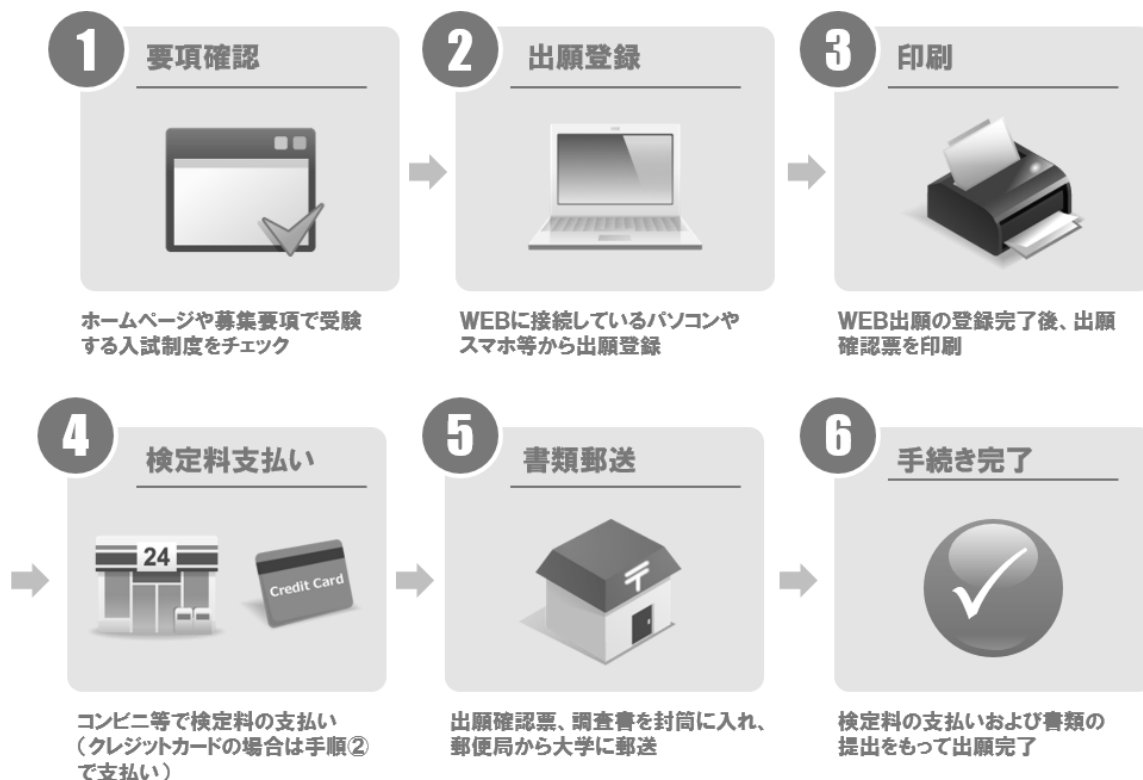 1
要項確認
ホームページや募集要項で受験
する入試制度をチェック
2
出願登録
WEBに接続しているパソコンや
スマホ等から出願登録
3
印刷
WEB出願の登録完了後、出願
確認票を印刷
4
検定料支払い
24
Credit Card
コンビニ等で検定料の支払い
（クレジットカードの場合は手順②
で支払い）
5
書類郵送
〒
出願確認票、調査書を封筒に入れ、
郵便局から大学に郵送
6
手続き完了
検定料の支払いおよび書類の
提出をもって出願完了